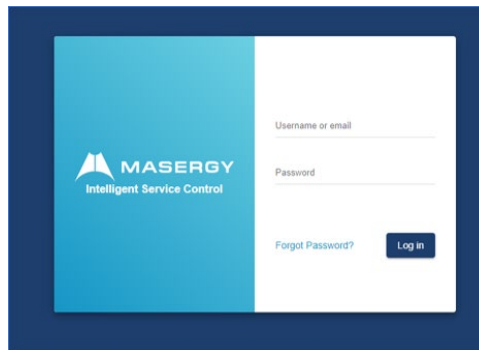 MASERGY
Intelligent Service Control
Username or email
Password
Forgot Password?
Log in